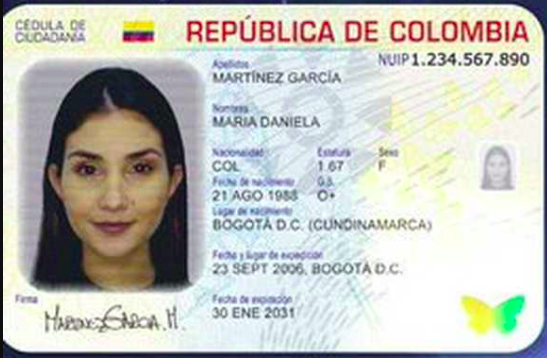 CÉDULA DE
CIUDADANÍA
REPÚBLICA DE COLOMBIA
NUIP 1.234.567.890
Apellidos
MARTÍNEZ GARCÍA
Nombres
MARIA DANIELA
Nacionalidad Estatura Sexo
COL 1.67 F
Fecha de nacimiento G.S.
21 AGO 1988 O+
Lugar de nacimiento
BOGOTÁ D.C. (CUNDINAMARCA)
Fecha y lugar de expedición
23 SEPT 2006, BOGOTÁ D.C.
Fecha de expiración
30 ENE 2031
Firma